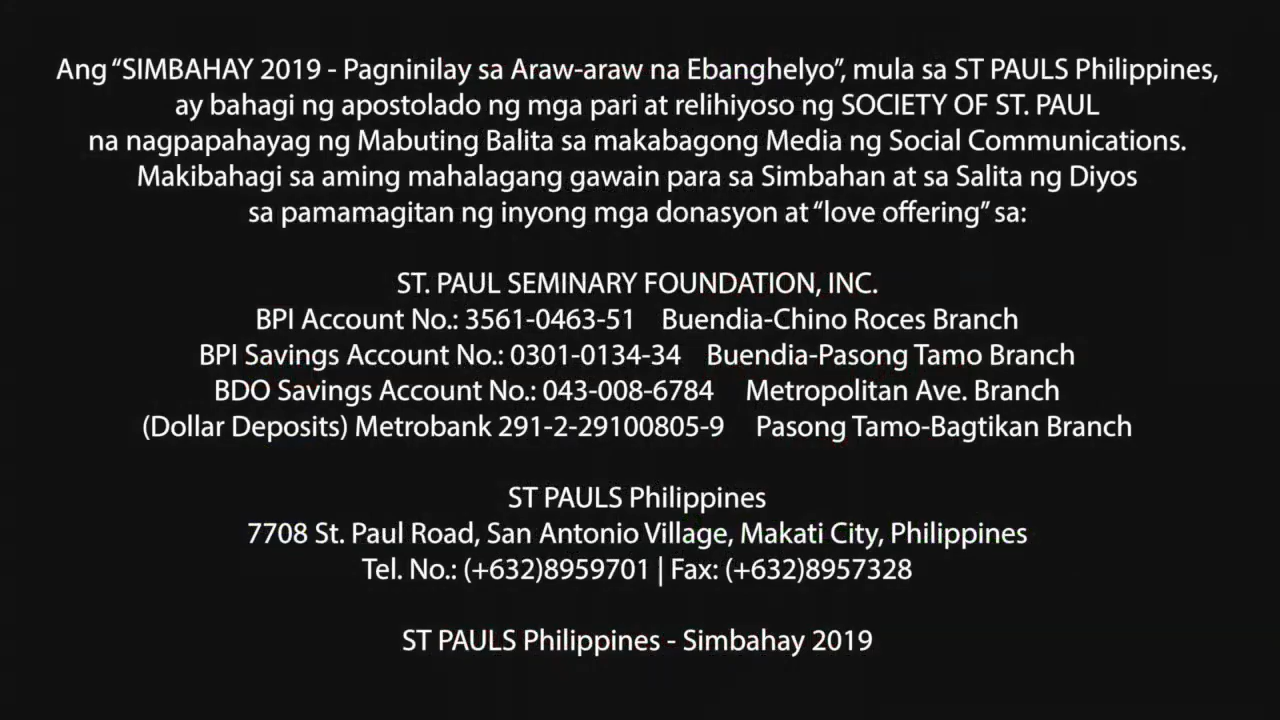 Ang “SIMBAHAY 2019 - Pagninilay sa Araw-araw na Ebanghelyo”, mula sa ST PAULS Philippines,
ay bahagi ng apostolado ng mga pari at relihiyoso ng SOCIETY OF ST. PAUL
na nagpapahayag ng Mabuting Balita sa makabagong Media ng Social Communications.
Makibahagi sa aming mahalagang gawain para sa Simbahan at sa Salita ng Diyos
sa pamamagitan ng inyong mga donasyon at “love offering” sa:
ST. PAUL SEMINARY FOUNDATION, INC.
BPI Account No.: 3561-0463-51 Buendia-Chino Roces Branch
BPI Savings Account No.: 0301-0134-34 Buendia-Pasong Tamo Branch
BDO Savings Account No.: 043-008-6784 Metropolitan Ave. Branch
(Dollar Deposits) Metrobank 291-2-29100805-9 Pasong Tamo-Bagtikan Branch
ST PAULS Philippines
7708 St. Paul Road, San Antonio Village, Makati City, Philippines
Tel. No.: (+632)8959701 | Fax: (+632)8957328
ST PAULS Philippines - Simbahay 2019